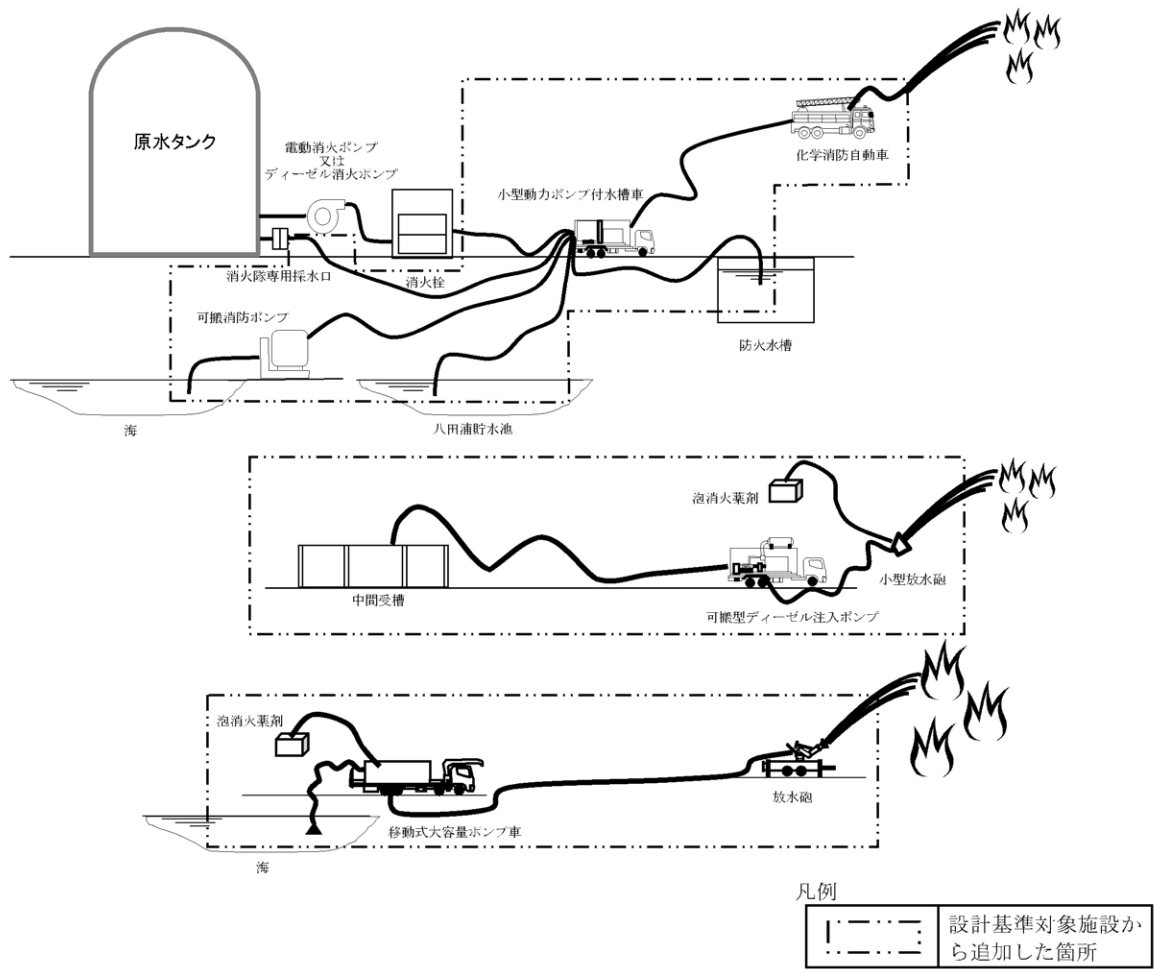 原水タンク
電動消火ポンプ
又は
ディーゼル消火ポンプ
化学消防自動車
小型動力ポンプ付水槽車
消火隊専用採水口
消火栓
可搬消防ポンプ
防火水槽
海
八田浦貯水池
泡消火薬剤
小型放水砲
中間受槽
可搬型ディーゼル注入ポンプ
泡消火薬剤
放水砲
移動式大容量ポンプ車
海
凡例
設計基準対象施設か
ら追加した箇所